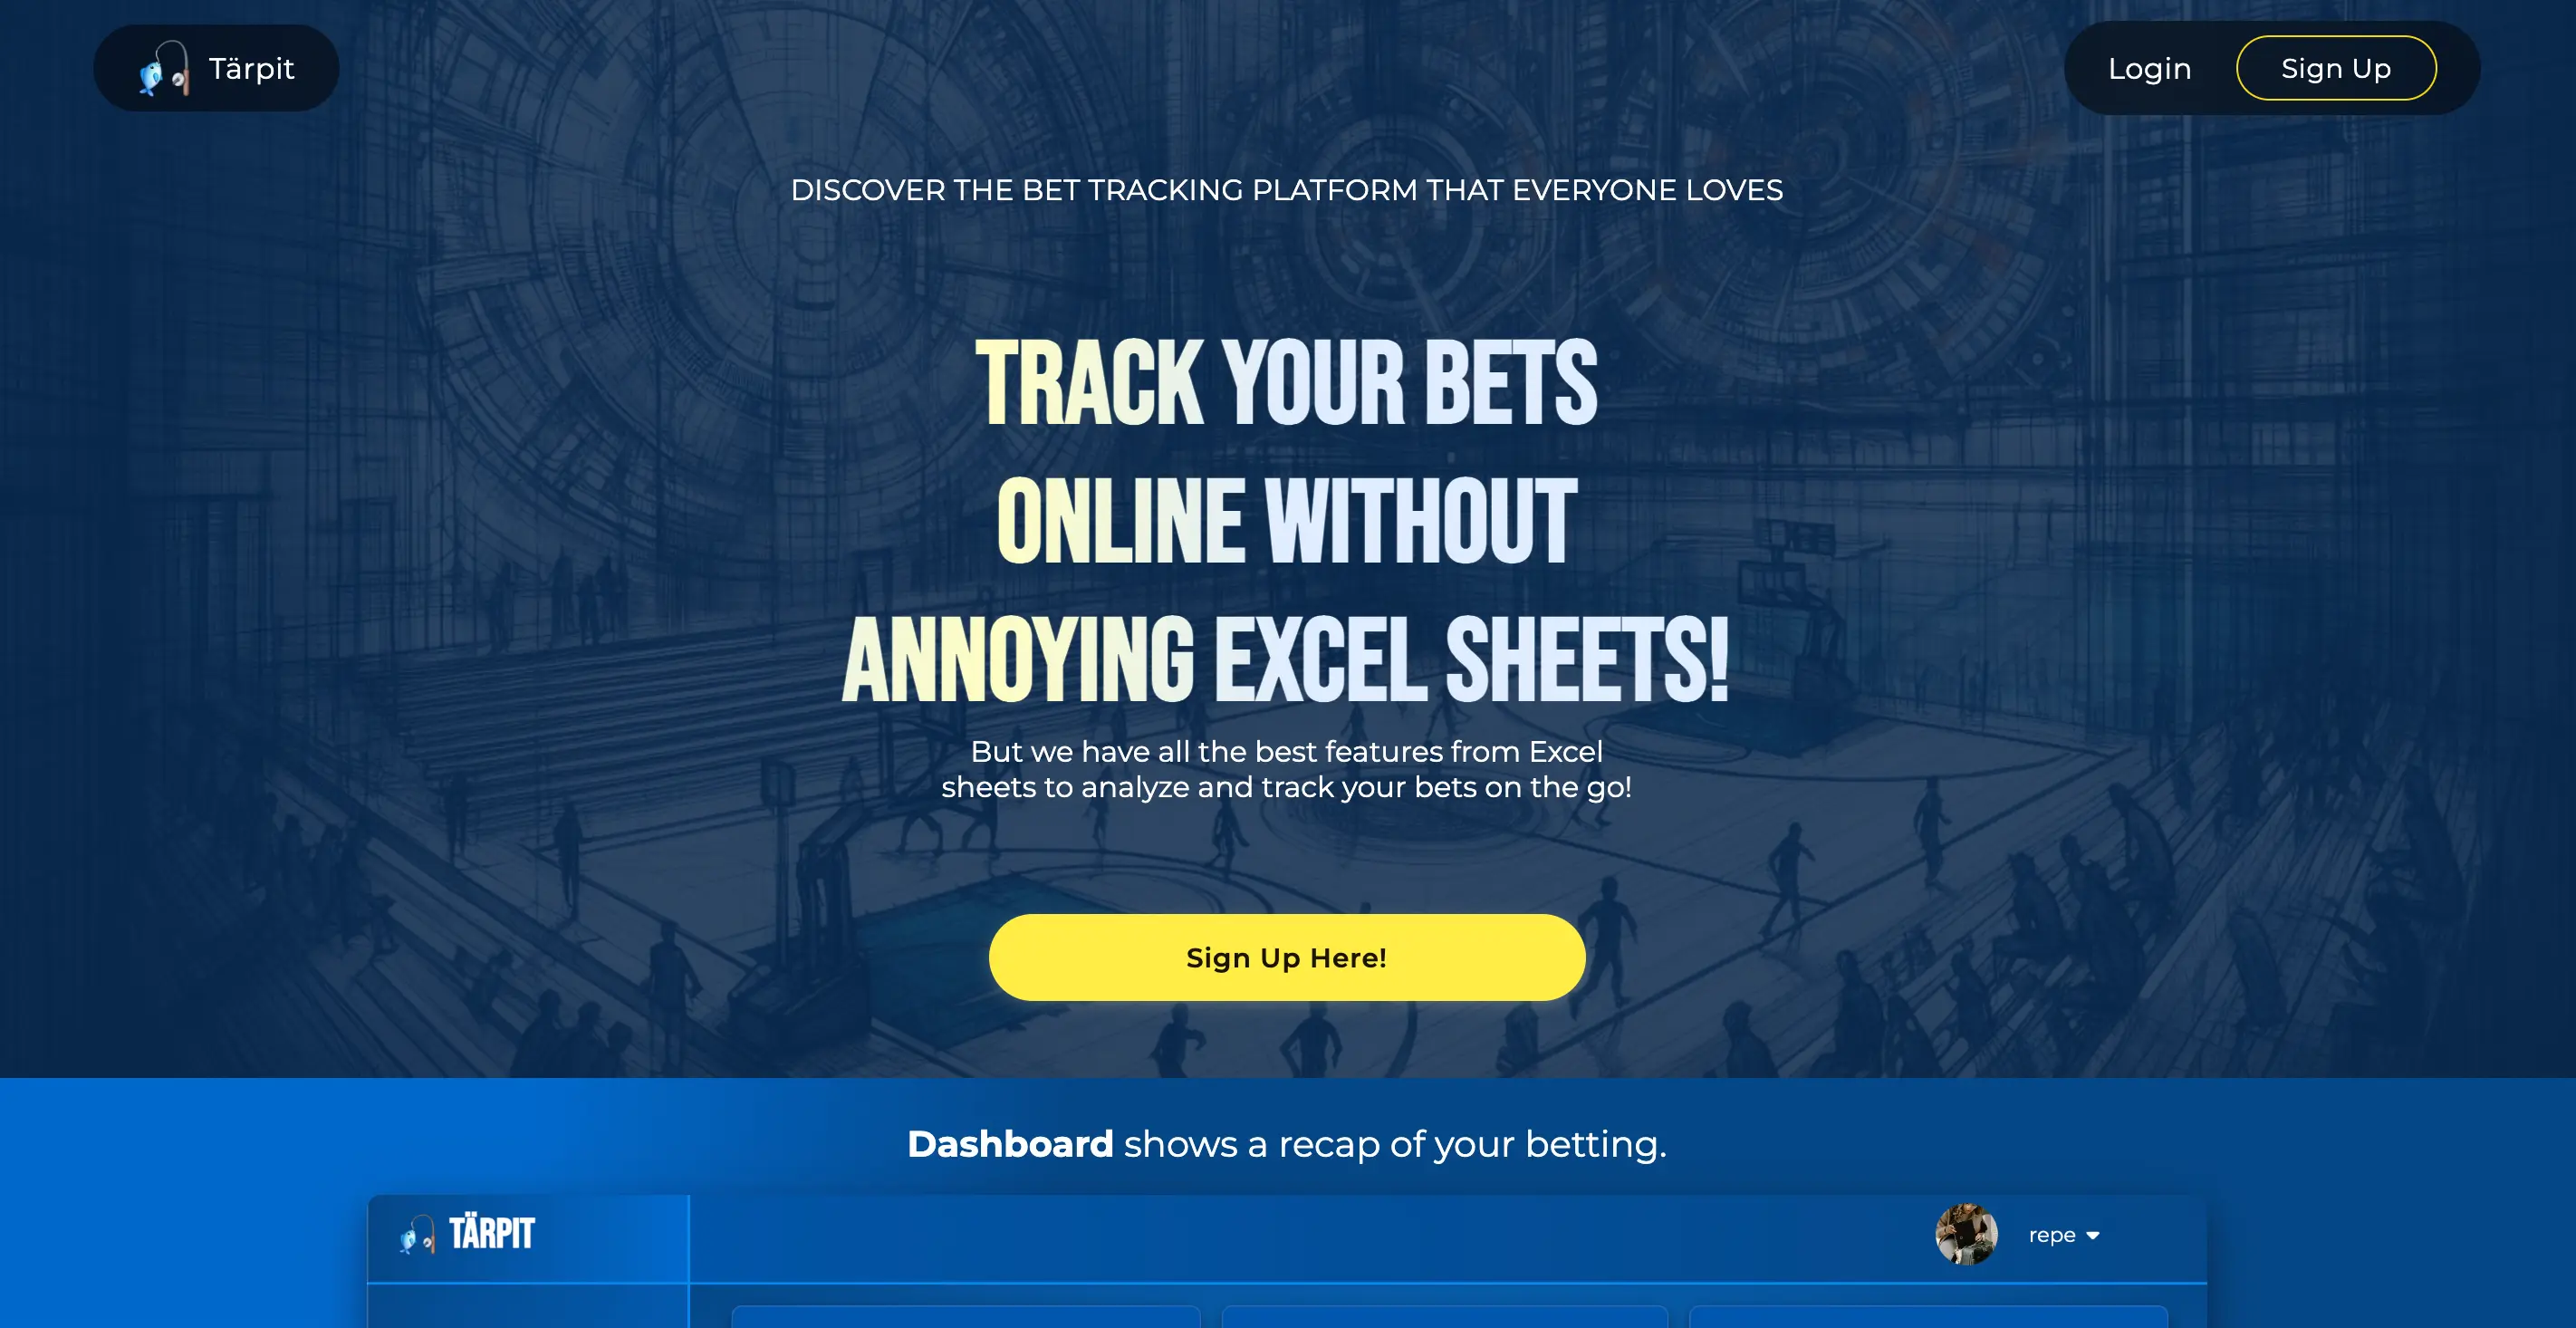 Tärpit
Login
Sign Up
DISCOVER THE BET TRACKING PLATFORM THAT EVERYONE LOVES
TRACK YOUR BETS
ONLINE WITHOUT
ANNOYING EXCEL SHEETS!
But we have all the best features from Excel
sheets to analyze and track your bets on the go!
Sign Up Here!
Dashboard shows a recap of your betting.
TÄRPIT
repe